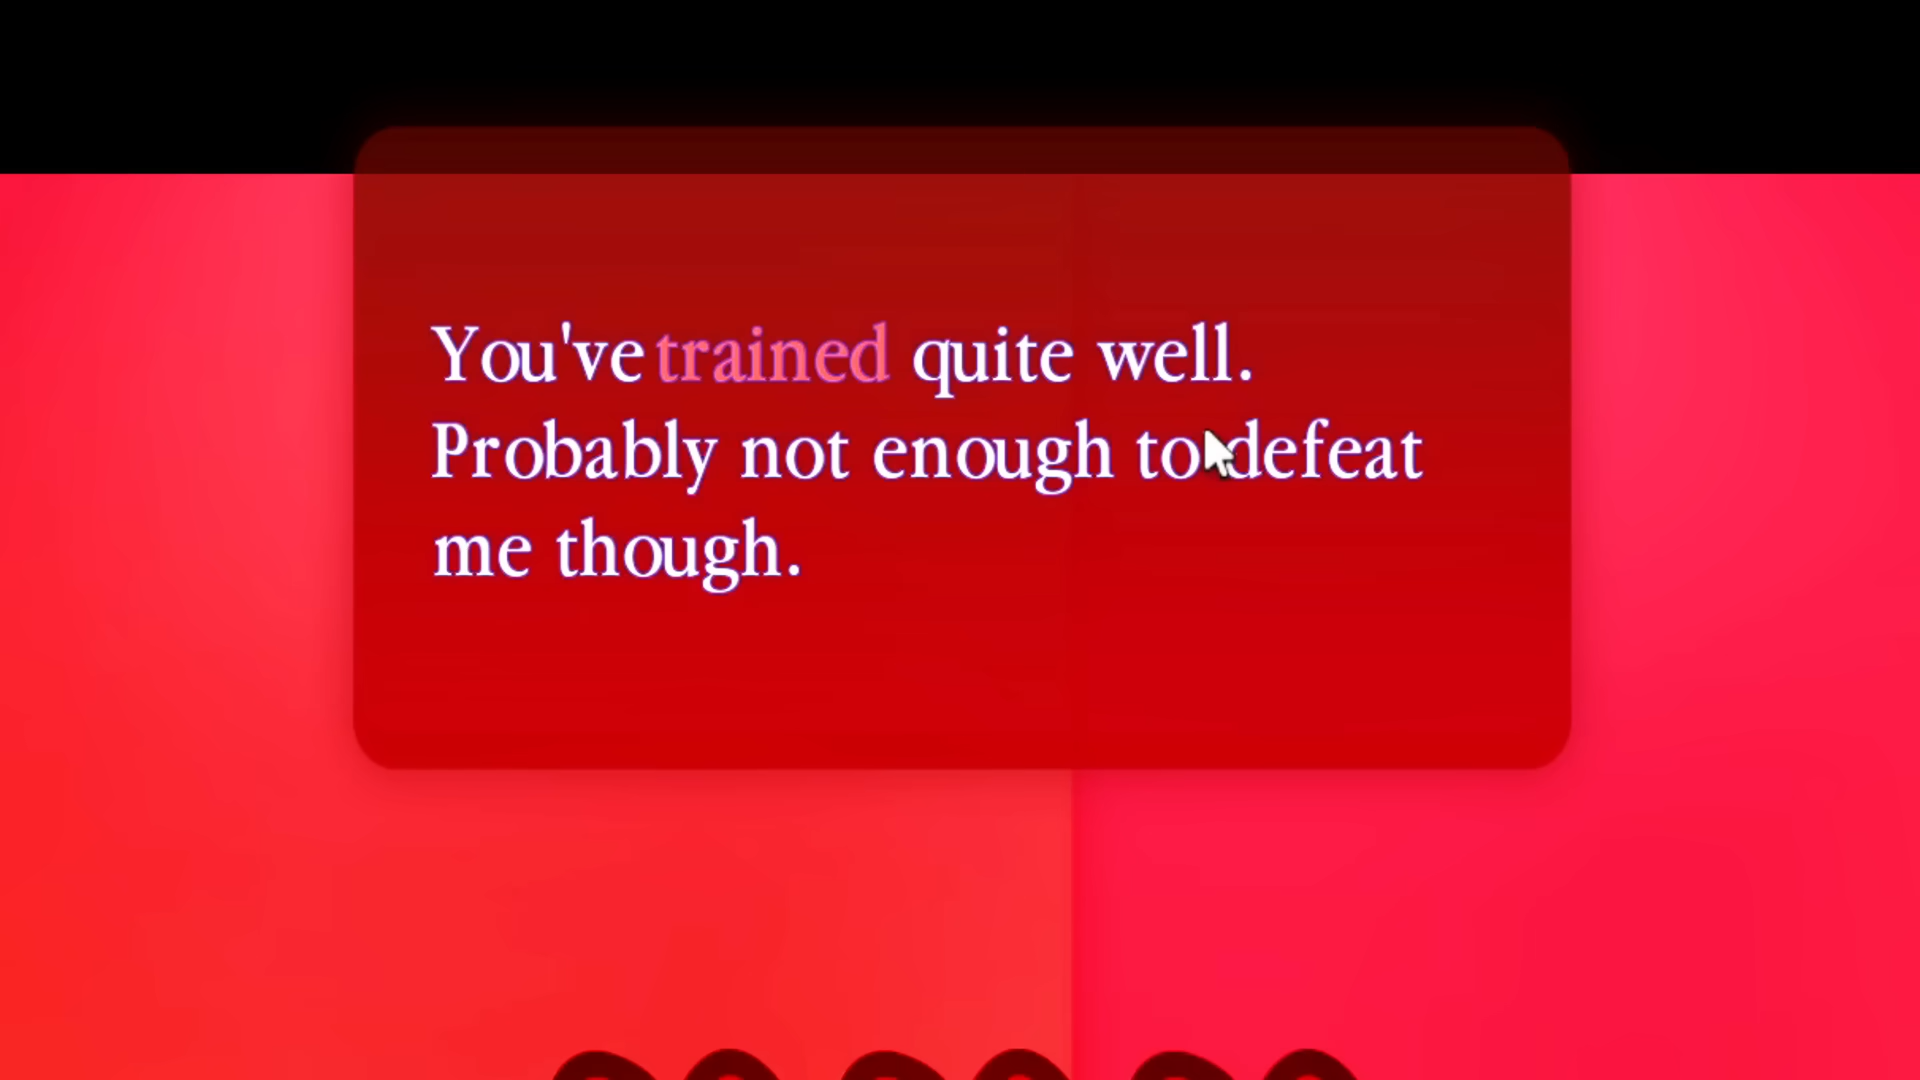 You've trained quite well.
Probably not enough to defeat
me though.